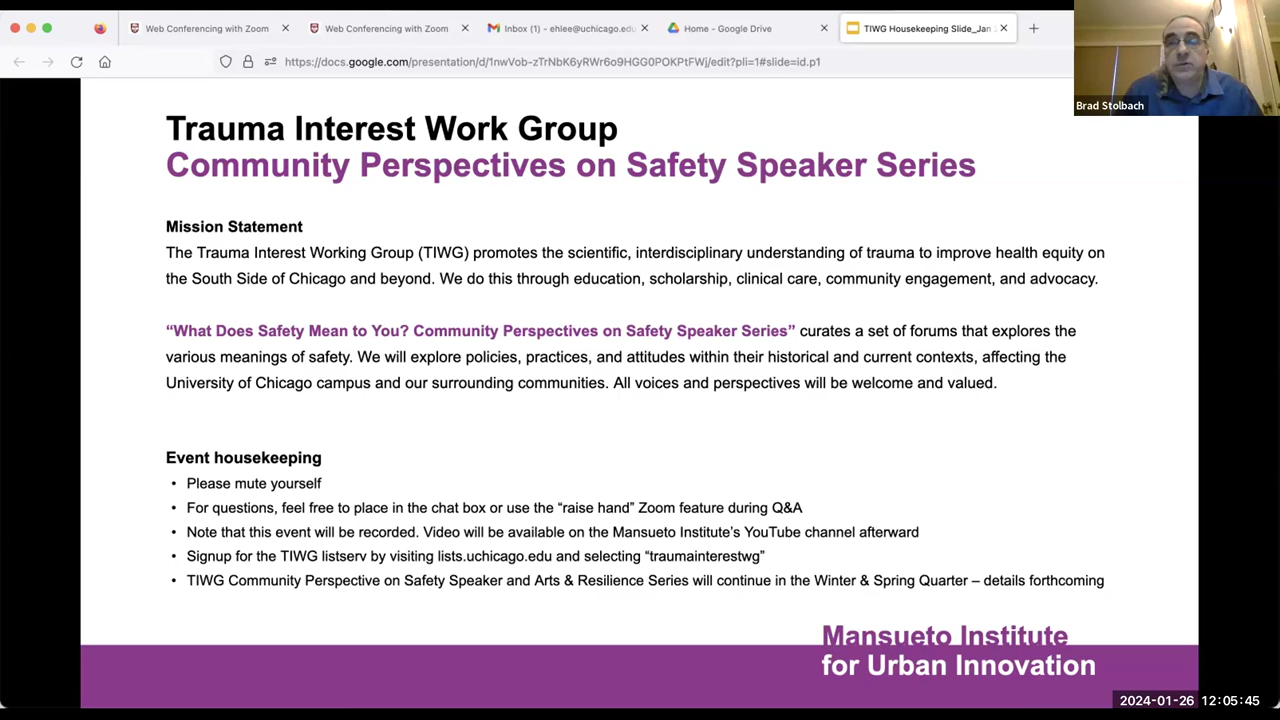 Web Conferencing with Zoom
Web Conferencing with Zoom
Inbox (1) - ehlee@uchicago.edu
Home - Google Drive
TIWG Housekeeping Slide_Jan
https://docs.google.com/presentation/d/1nwVob-zTrNbK6yRWr6o9HGG0POKPtFWj/edit?pli=1#slide=id.p1
Brad Stolbach
Trauma Interest Work Group
Community Perspectives on Safety Speaker Series
Mission Statement
The Trauma Interest Working Group (TIWG) promotes the scientific, interdisciplinary understanding of trauma to improve health equity on
the South Side of Chicago and beyond. We do this through education, scholarship, clinical care, community engagement, and advocacy.
“What Does Safety Mean to You? Community Perspectives on Safety Speaker Series” curates a set of forums that explores the
various meanings of safety. We will explore policies, practices, and attitudes within their historical and current contexts, affecting the
University of Chicago campus and our surrounding communities. All voices and perspectives will be welcome and valued.
Event housekeeping
• Please mute yourself
• For questions, feel free to place in the chat box or use the “raise hand” Zoom feature during Q&A
• Note that this event will be recorded. Video will be available on the Mansueto Institute’s YouTube channel afterward
• Signup for the TIWG listserv by visiting lists.uchicago.edu and selecting “traumainterestwg”
• TIWG Community Perspective on Safety Speaker and Arts & Resilience Series will continue in the Winter & Spring Quarter – details forthcoming
Mansueto Institute
for Urban Innovation
2024-01-26 12:05:45